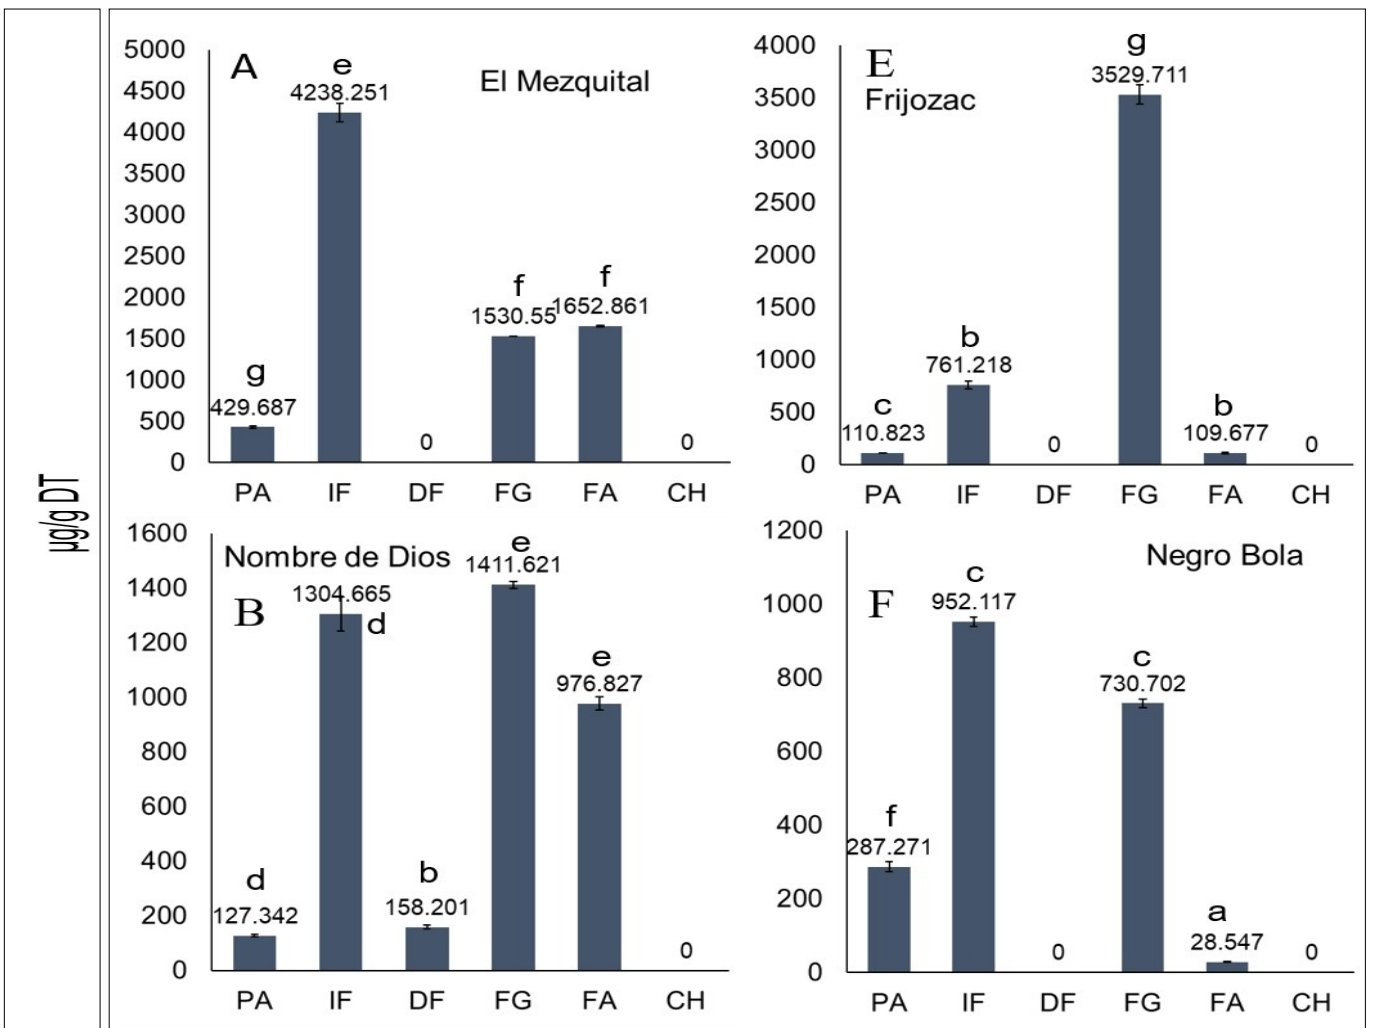 µg/g DT
A
El Mezquital
5000
4500
4000
3500
3000
2500
2000
1500
1000
500
0
e
4238.251
f
1530.55
f
1652.861
g
429.687
0
0
PA IF DF FG FA CH
E
Frijozac
4000
3500
3000
2500
2000
1500
1000
500
0
g
3529.711
b
761.218
c
110.823
b
109.677
0
0
PA IF DF FG FA CH
Nombre de Dios
B
1600
1400
1200
1000
800
600
400
200
0
e
1411.621
1304.665
d
e
976.827
b
158.201
d
127.342
0
PA IF DF FG FA CH
Negro Bola
F
1200
1000
800
600
400
200
0
c
952.117
c
730.702
f
287.271
a
28.547
0
0
PA IF DF FG FA CH